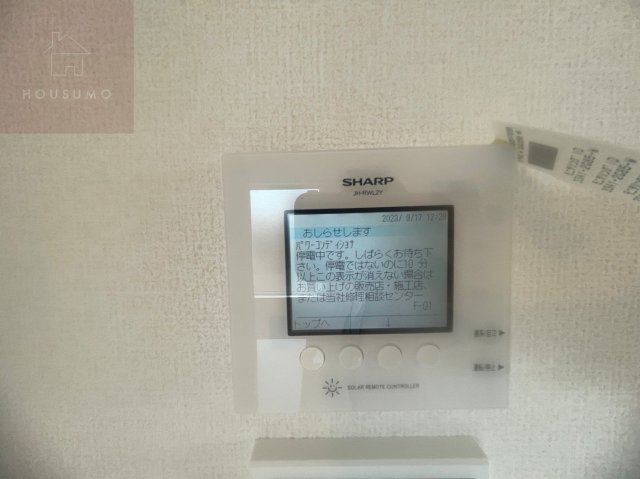 HOUSUMO
SHARP
JH-RWL2Y
2023/ 9/17 12:28
おしらせします
パワーコンディショナ
停電中です。しばらくお待ち下
さい。停電ではないのに10 分
以上この表示が消えない場合は
お買い上げの販売店・施工店、
または当社修理相談センター
F-01
トップへ ↓
SOLAR REMOTE CONTROLLER